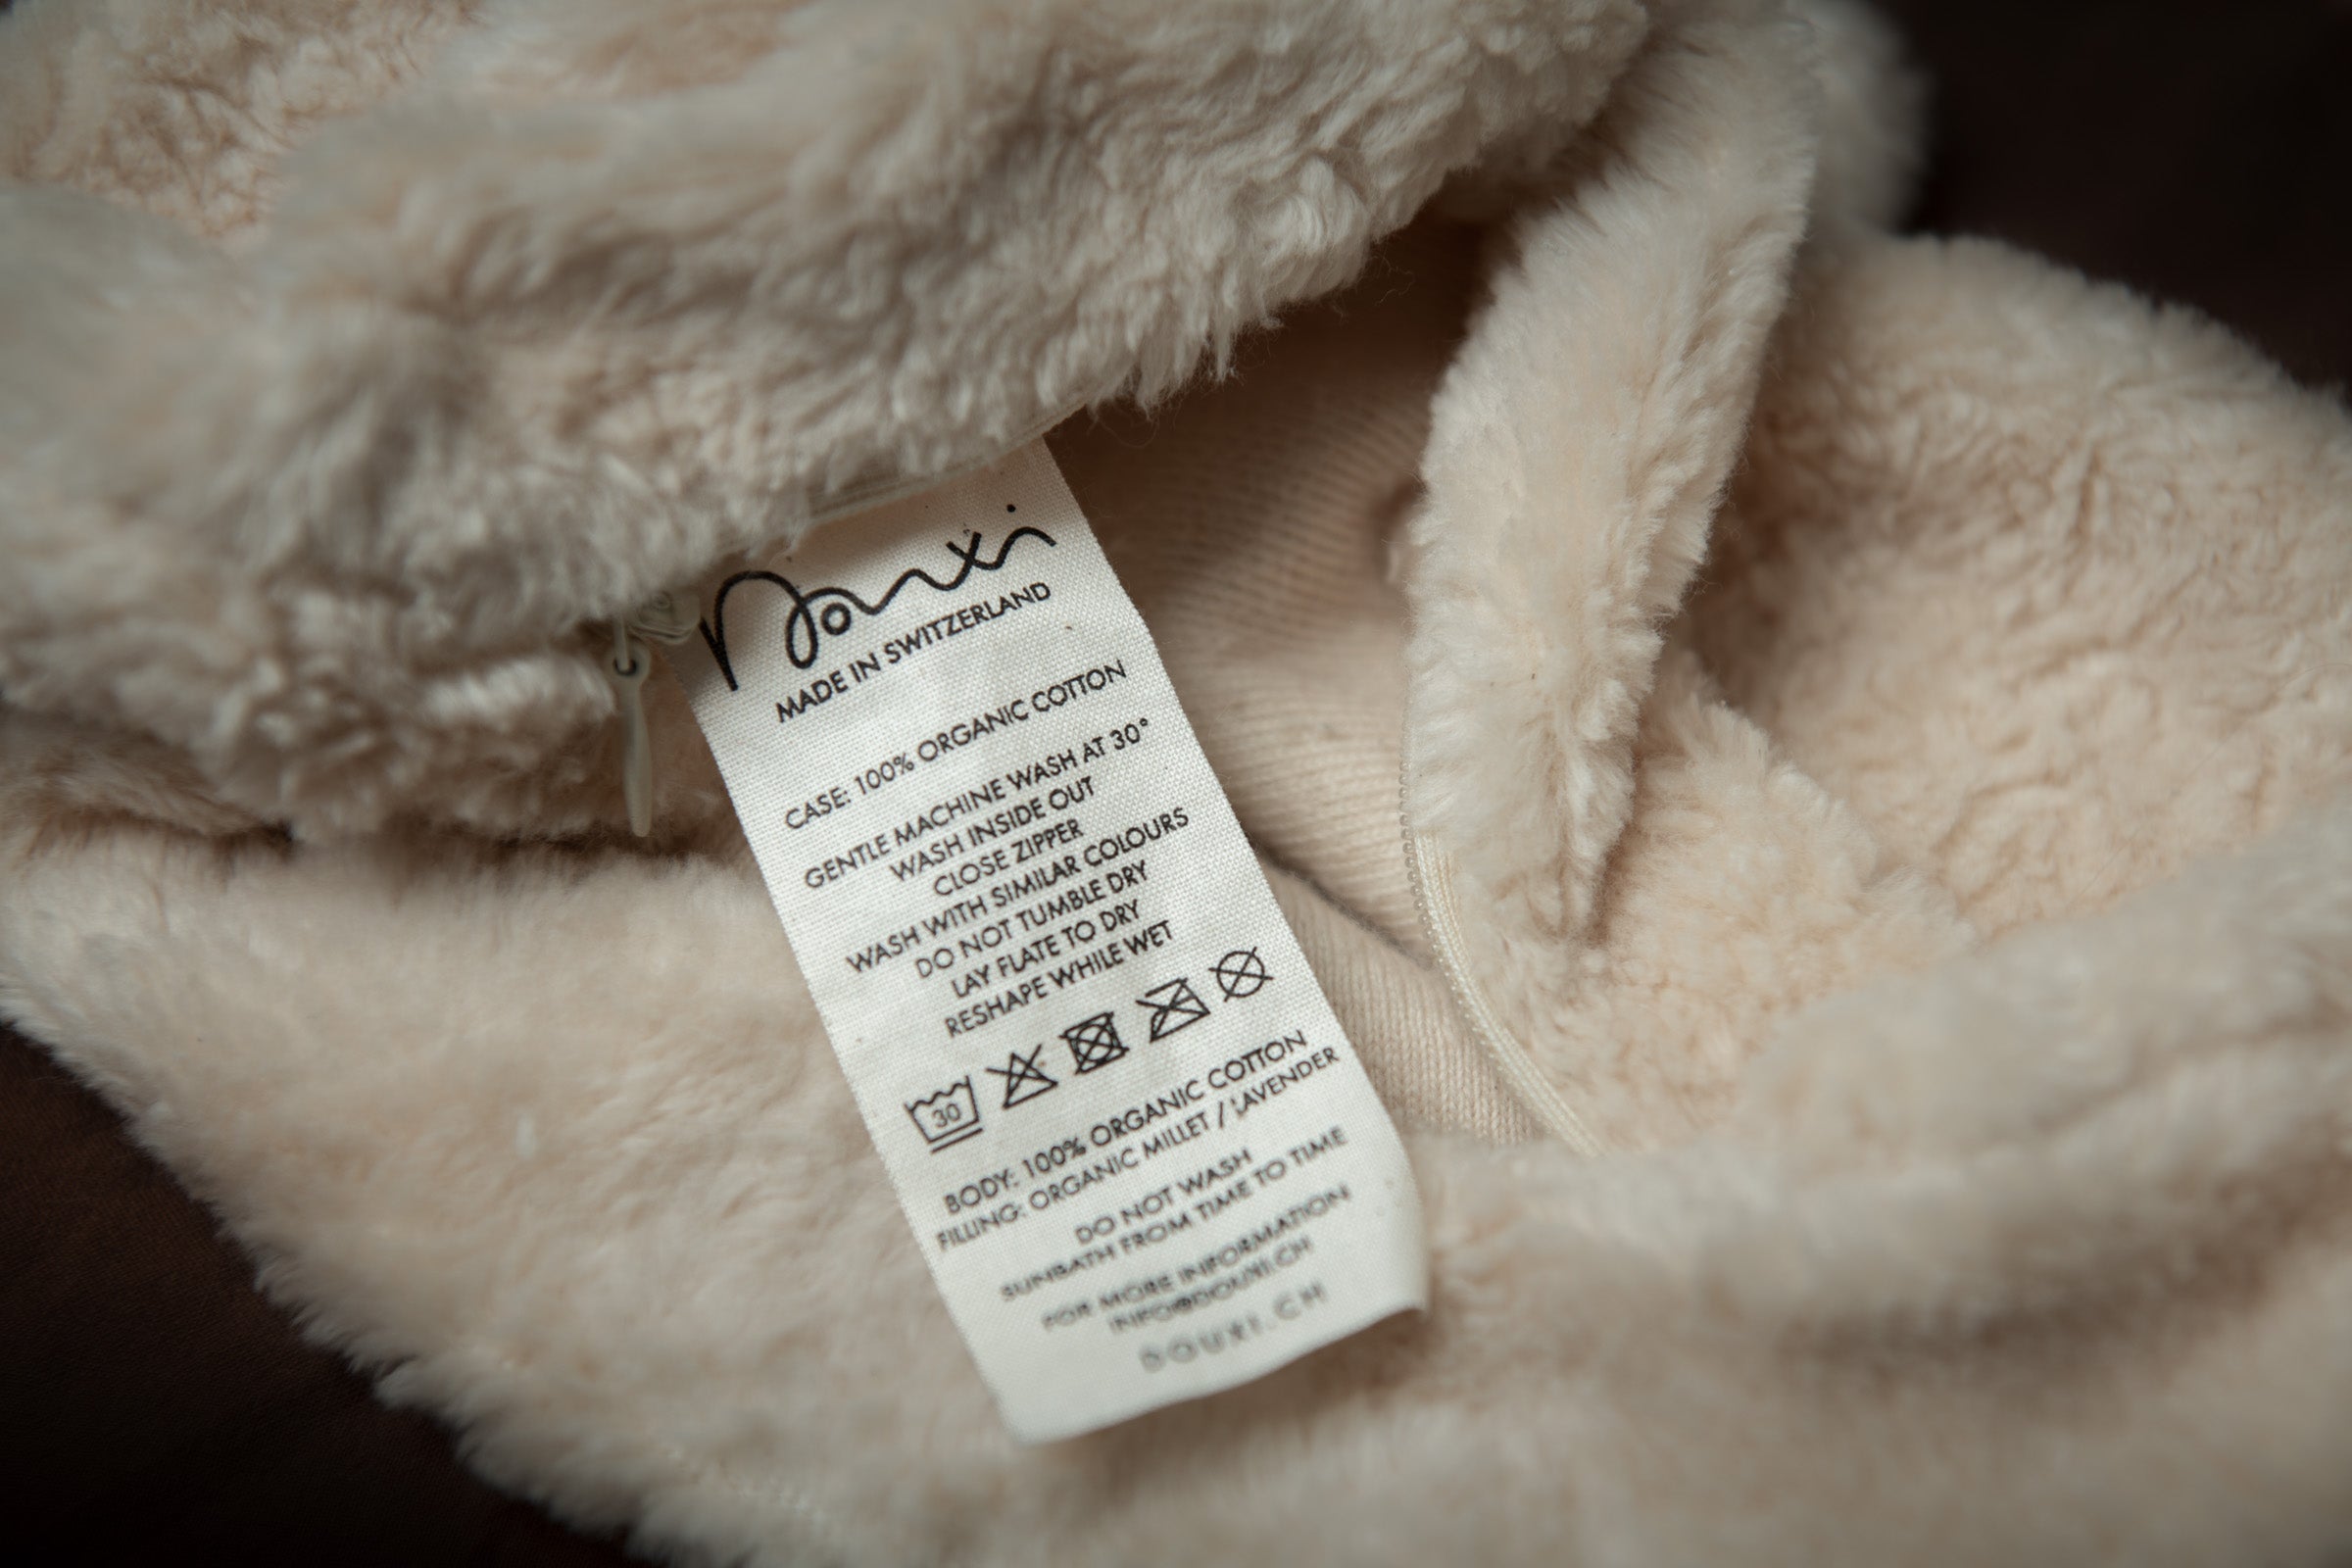 Douxi
MADE IN SWITZERLAND
CASE: 100% ORGANIC COTTON
GENTLE MACHINE WASH AT 30°
WASH INSIDE OUT
CLOSE ZIPPER
WASH WITH SIMILAR COLOURS
DO NOT TUMBLE DRY
LAY FLATE TO DRY
RESHAPE WHILE WET
30
BODY: 100% ORGANIC COTTON
FILLING: ORGANIC MILLET / LAVENDER
DO NOT WASH
SUNBATH FROM TIME TO TIME
FOR MORE INFORMATION
INFO@DOUXI.CH
DOUXI.CH